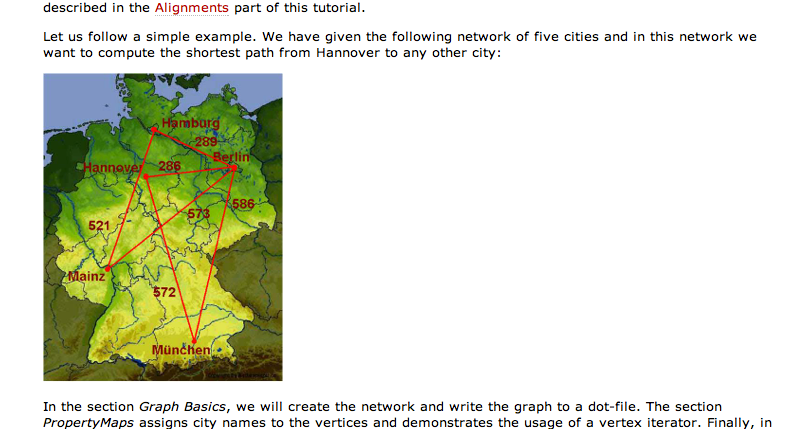 described in the Alignments part of this tutorial.
Let us follow a simple example. We have given the following network of five cities and in this network we
want to compute the shortest path from Hannover to any other city:
Hamburg
289
Berlin
Hannover 286
586
573
521
Mainz
572
München
In the section Graph Basics, we will create the network and write the graph to a dot-file. The section
PropertyMaps assigns city names to the vertices and demonstrates the usage of a vertex iterator. Finally, in